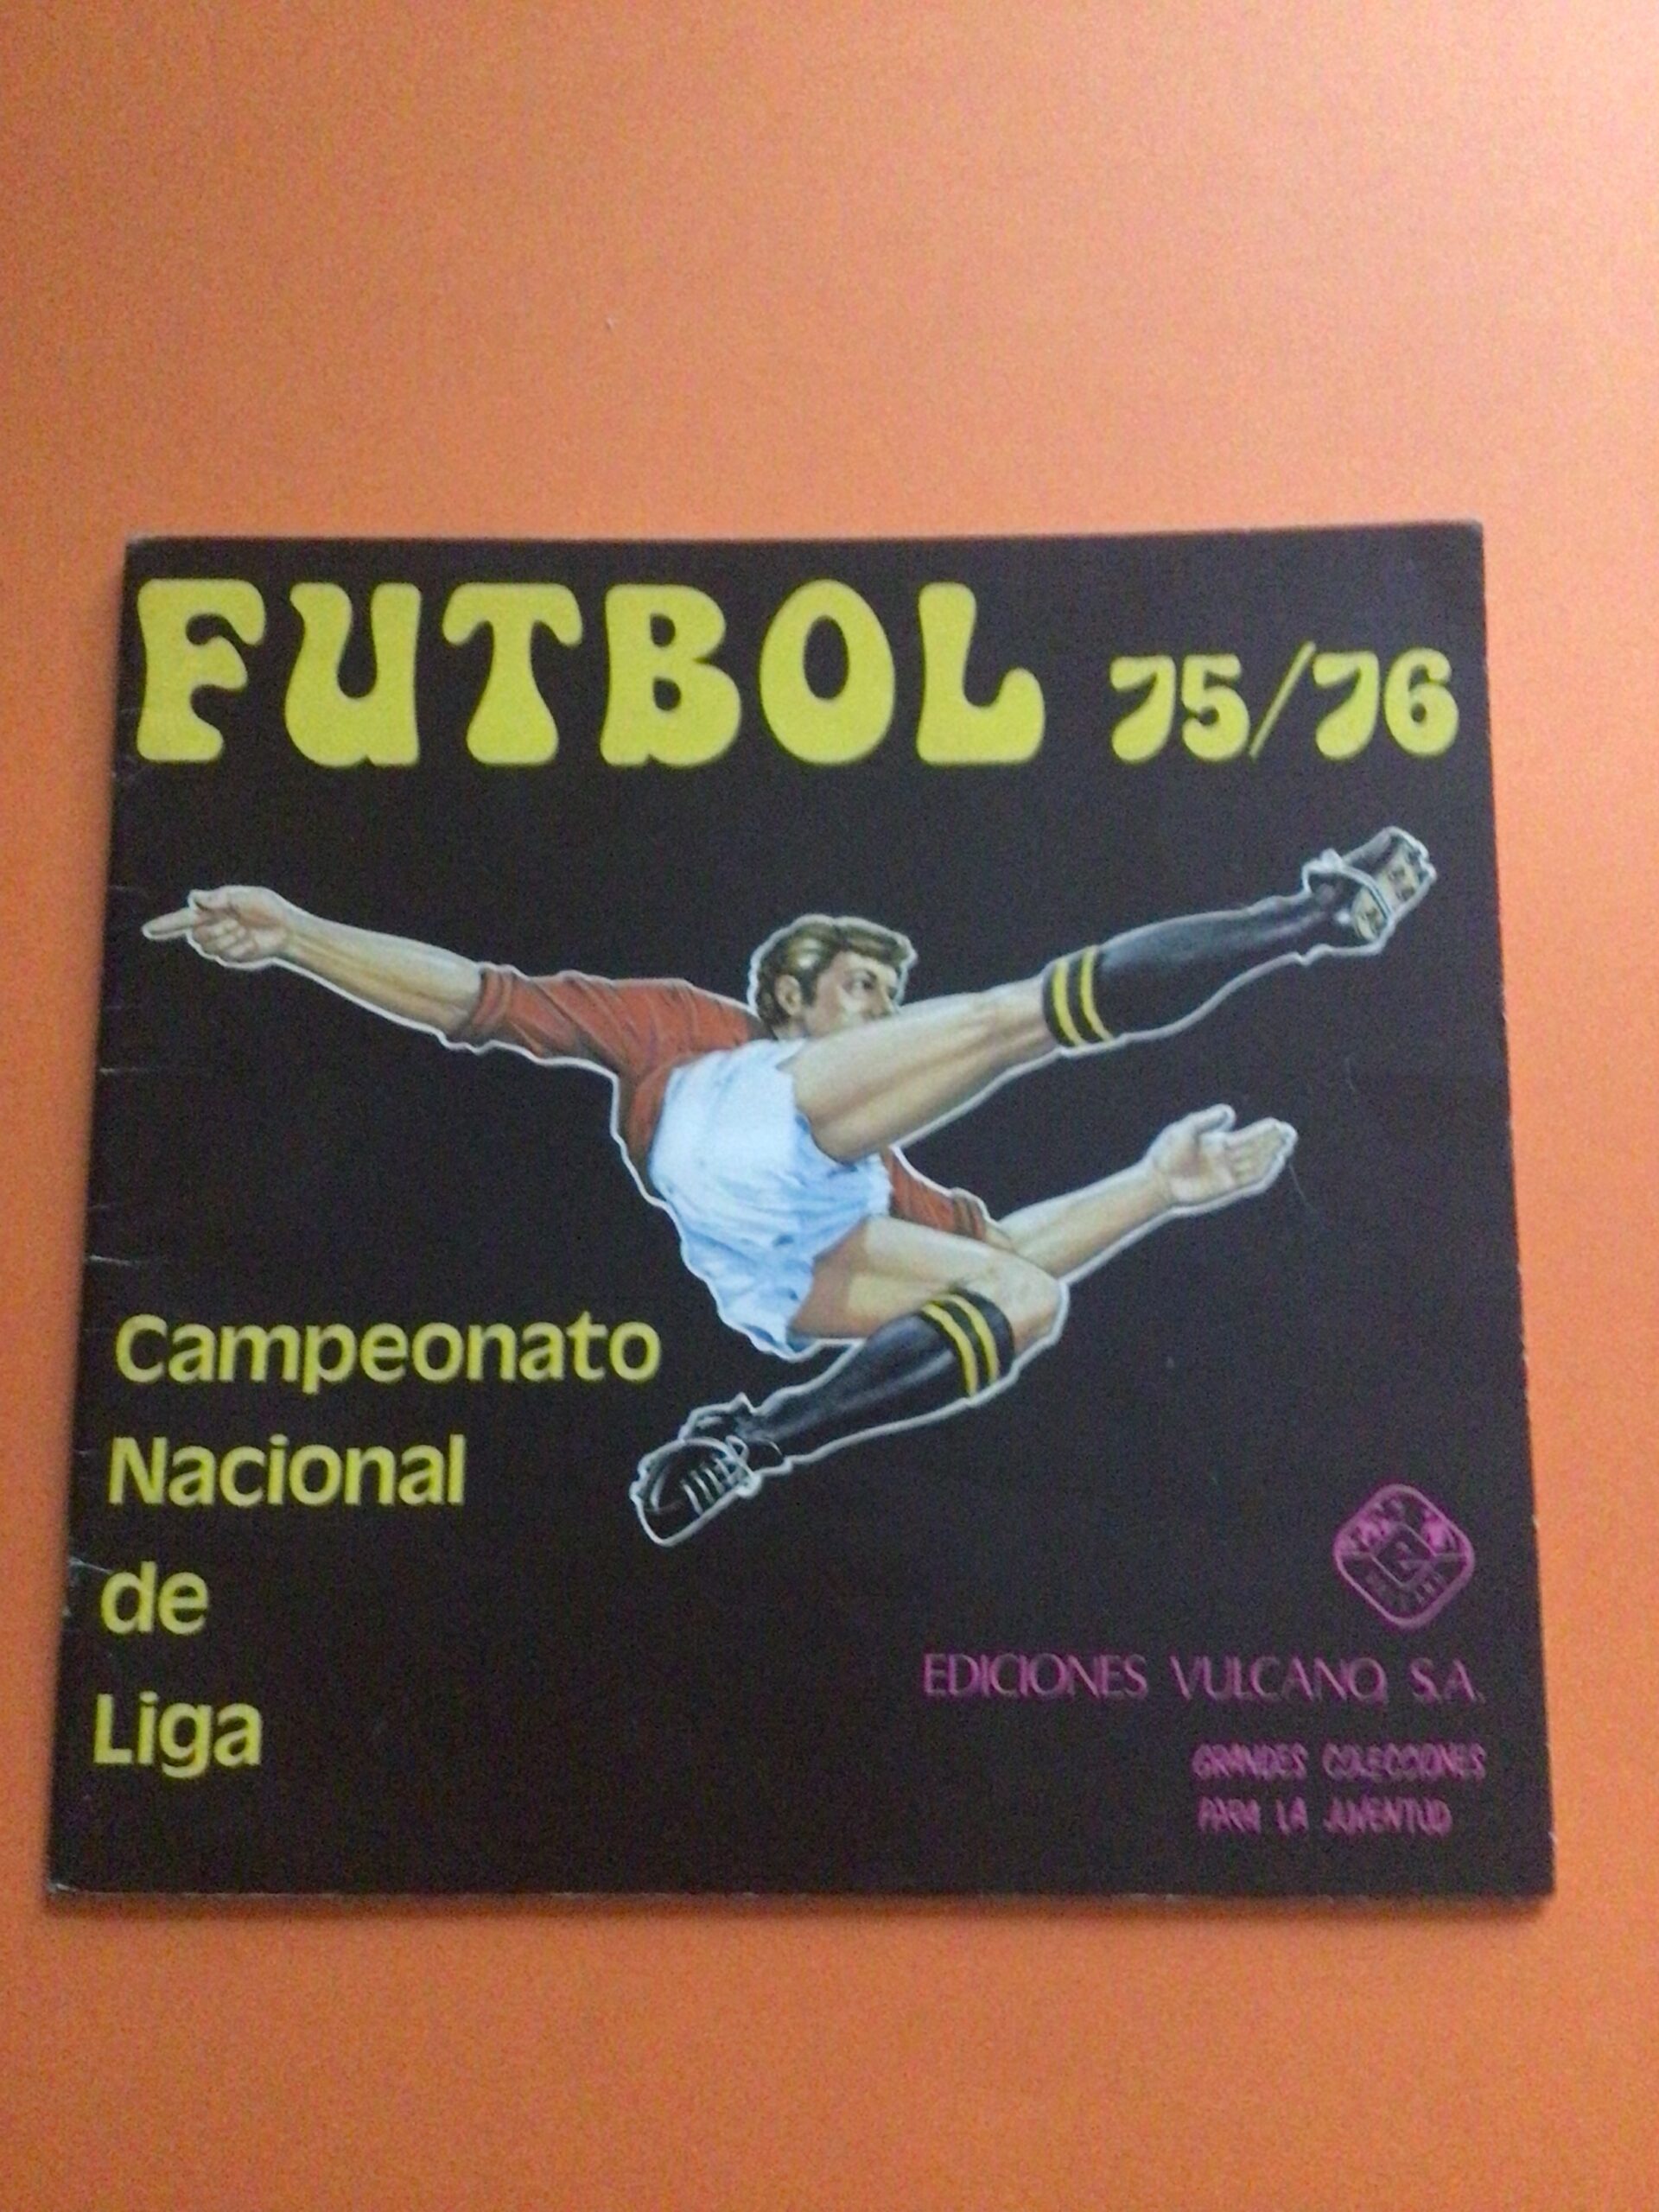 FUTBOL 75/76
Campeonato
Nacional
de
Liga
EDICIONES VULCANO, S.A.
GRANDES COLECCIONES
PARA LA JUVENTUD